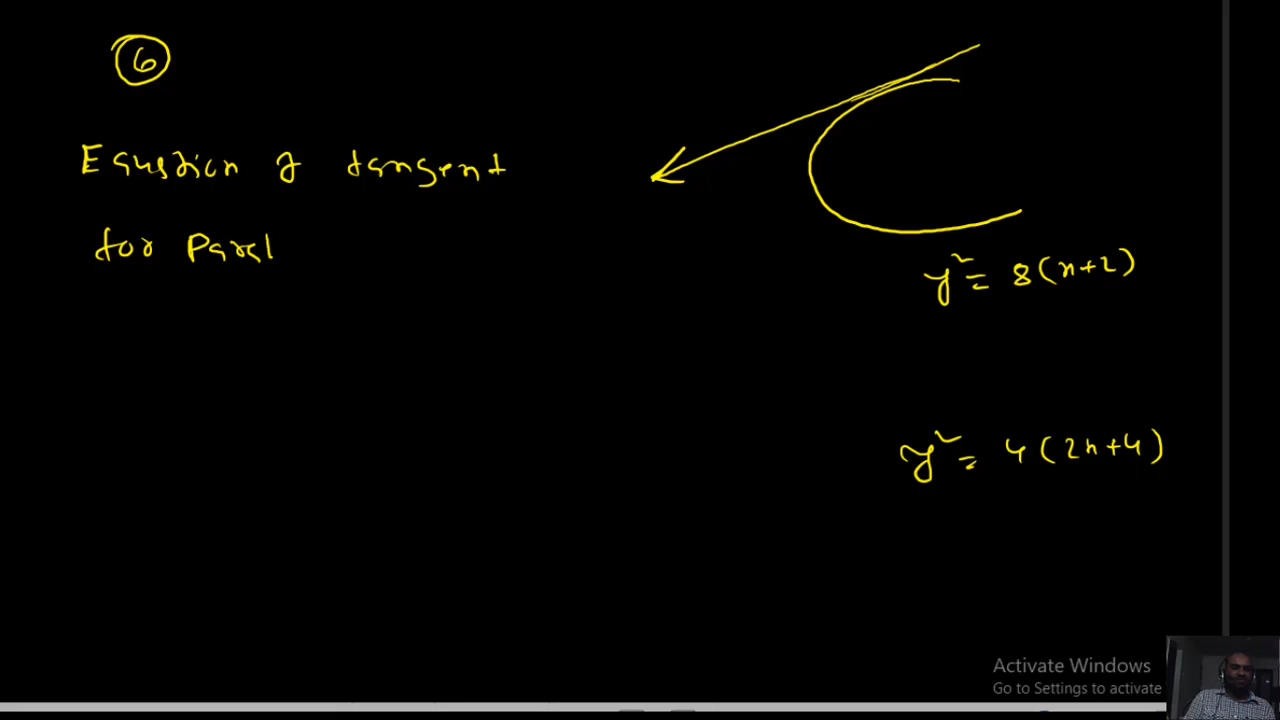 6
Equation of tangent
for Paral
y² = 8(x+2)
y² = 4(2x+4)
Activate Windows
Go to Settings to activate